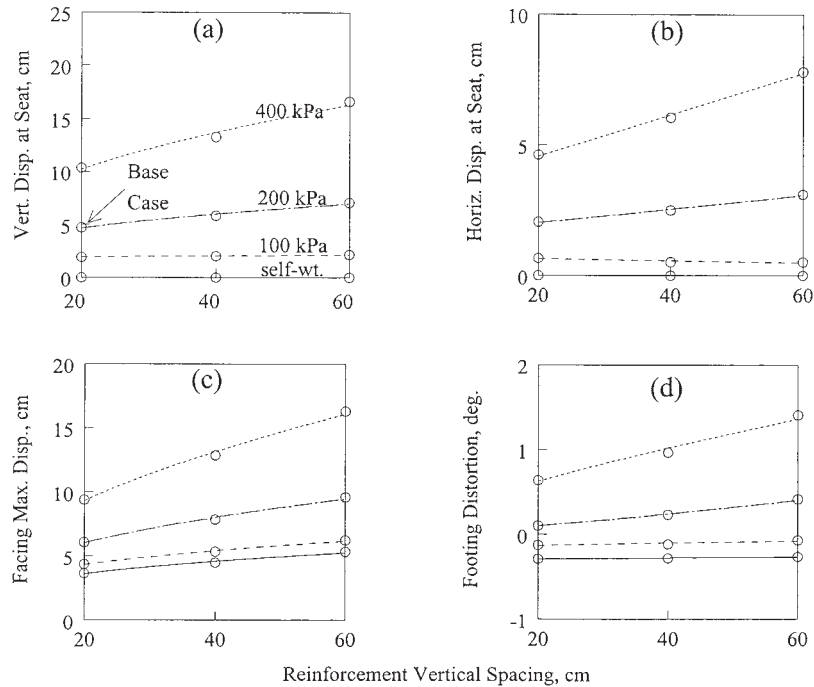 (a)
Vert. Disp. at Seat, cm
25
20
15
10
5
0
400 kPa
Base
Case
200 kPa
100 kPa
self-wt.
20 40 60
(b)
Horiz. Disp. at Seat, cm
10
5
0
20 40 60
(c)
Facing Max. Disp., cm
20
15
10
5
0
20 40 60
(d)
Footing Distortion, deg.
2
1
0
-1
20 40 60
Reinforcement Vertical Spacing, cm